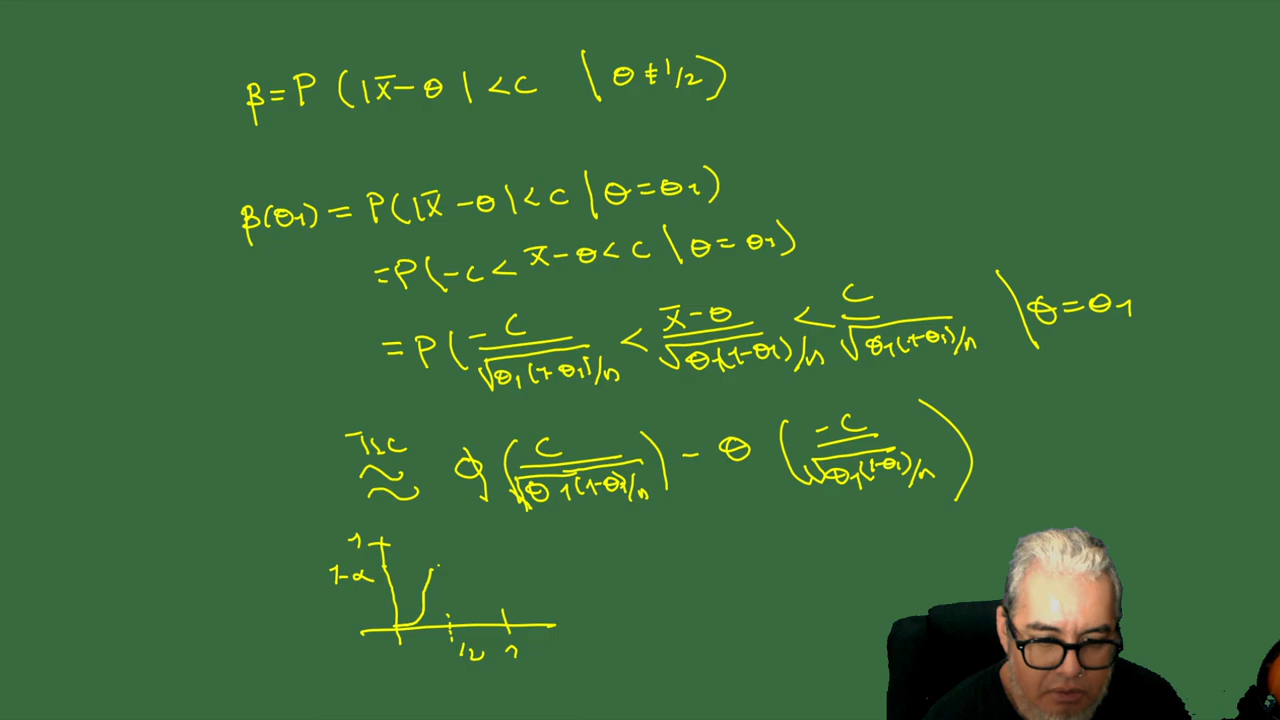 β = P ( |X̄ − θ | < c | θ ≠ 1/2 )
β(θ1) = P( |X̄ − θ| < c | θ = θ1 )
= P( −c < X̄ − θ < c | θ = θ1 )
= P( −c/√(θ1(1−θ1)/n) < (X̄ − θ)/√(θ1(1−θ1)/n) < c/√(θ1(1−θ1)/n) | θ = θ1
≈ ϕ ( c/√(θ1(1−θ1)/n) ) − Θ ( −c/√(θ1(1−θ1)/n) )
1
1−α
1/2 1